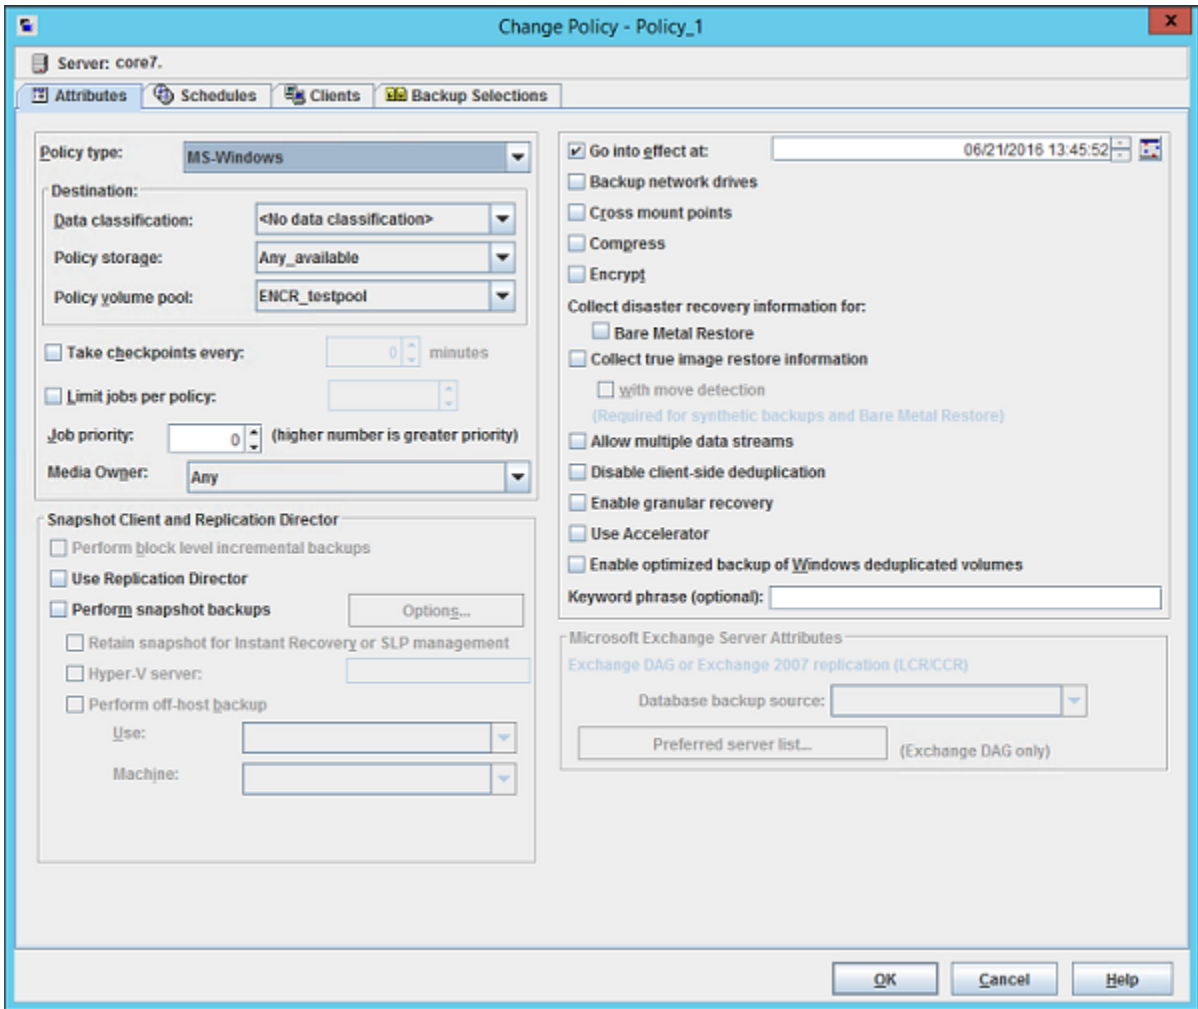 Change Policy - Policy_1
x
Server: core7.
Attributes Schedules Clients Backup Selections
Policy type: MS-Windows
Destination:
Data classification: <No data classification>
Policy storage: Any_available
Policy volume pool: ENCR_testpool
Take checkpoints every: 0 minutes
Limit jobs per policy:
Job priority: 0 (higher number is greater priority)
Media Owner: Any
Snapshot Client and Replication Director
Perform block level incremental backups
Use Replication Director
Perform snapshot backups Options...
Retain snapshot for Instant Recovery or SLP management
Hyper-V server:
Perform off-host backup
Use:
Machine:
Go into effect at: 06/21/2016 13:45:52
Backup network drives
Cross mount points
Compress
Encrypt
Collect disaster recovery information for:
Bare Metal Restore
Collect true image restore information
with move detection
(Required for synthetic backups and Bare Metal Restore)
Allow multiple data streams
Disable client-side deduplication
Enable granular recovery
Use Accelerator
Enable optimized backup of Windows deduplicated volumes
Keyword phrase (optional):
Microsoft Exchange Server Attributes
Exchange DAG or Exchange 2007 replication (LCR/CCR)
Database backup source:
Preferred server list... (Exchange DAG only)
OK Cancel Help